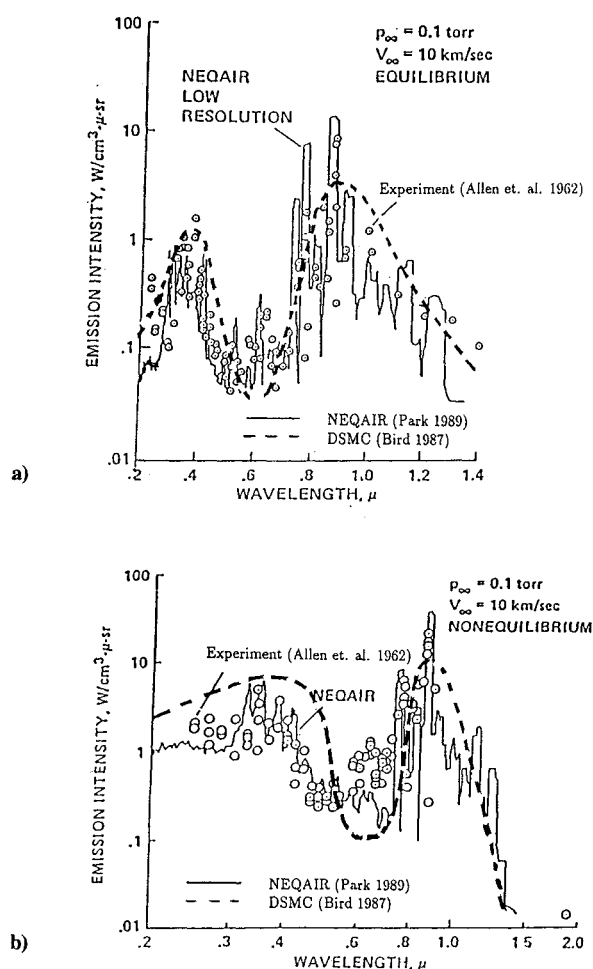 100
p∞ = 0.1 torr
V∞ = 10 km/sec
EQUILIBRIUM
NEQAIR
LOW
RESOLUTION
10
Experiment (Allen et. al. 1962)
1
EMISSION INTENSITY, W/cm³-μ-sr
.1
NEQAIR (Park 1989)
DSMC (Bird 1987)
.01
.2 .4 .6 .8 1.0 1.2 1.4
WAVELENGTH, μ
a)
100
p∞ = 0.1 torr
V∞ = 10 km/sec
NONEQUILIBRIUM
Experiment (Allen et. al. 1962)
10
NEQAIR
1
EMISSION INTENSITY, W/cm³-μ-sr
.1
NEQAIR (Park 1989)
DSMC (Bird 1987)
.01
0.2 .3 .4 .6 .8 1.0 1 5 2.0
WAVELENGTH, μ
b)